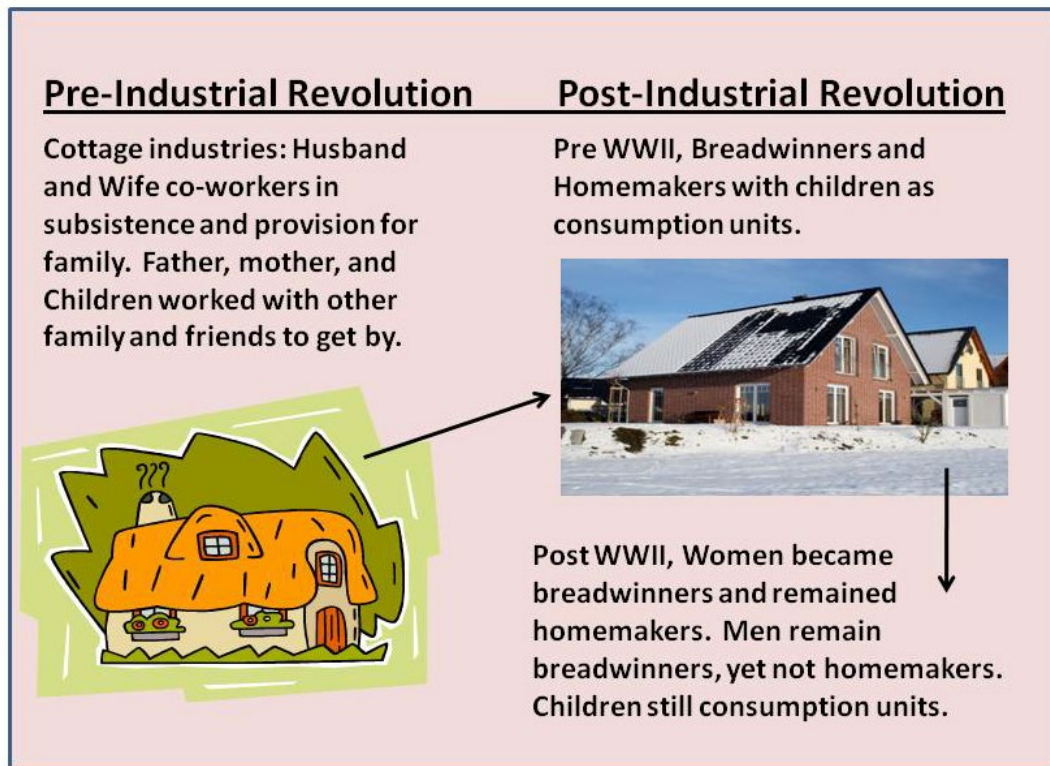 Pre-Industrial Revolution
Cottage industries: Husband
and Wife co-workers in
subsistence and provision for
family. Father, mother, and
Children worked with other
family and friends to get by.
Post-Industrial Revolution
Pre WWII, Breadwinners and
Homemakers with children as
consumption units.
Post WWII, Women became
breadwinners and remained
homemakers. Men remain
breadwinners, yet not homemakers.
Children still consumption units.